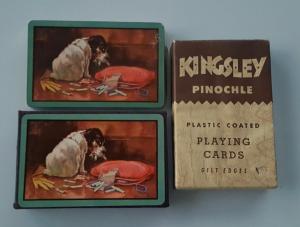 KINGSLEY
PINOCHLE
PLASTIC COATED
PLAYING
CARDS
GILT EDGES